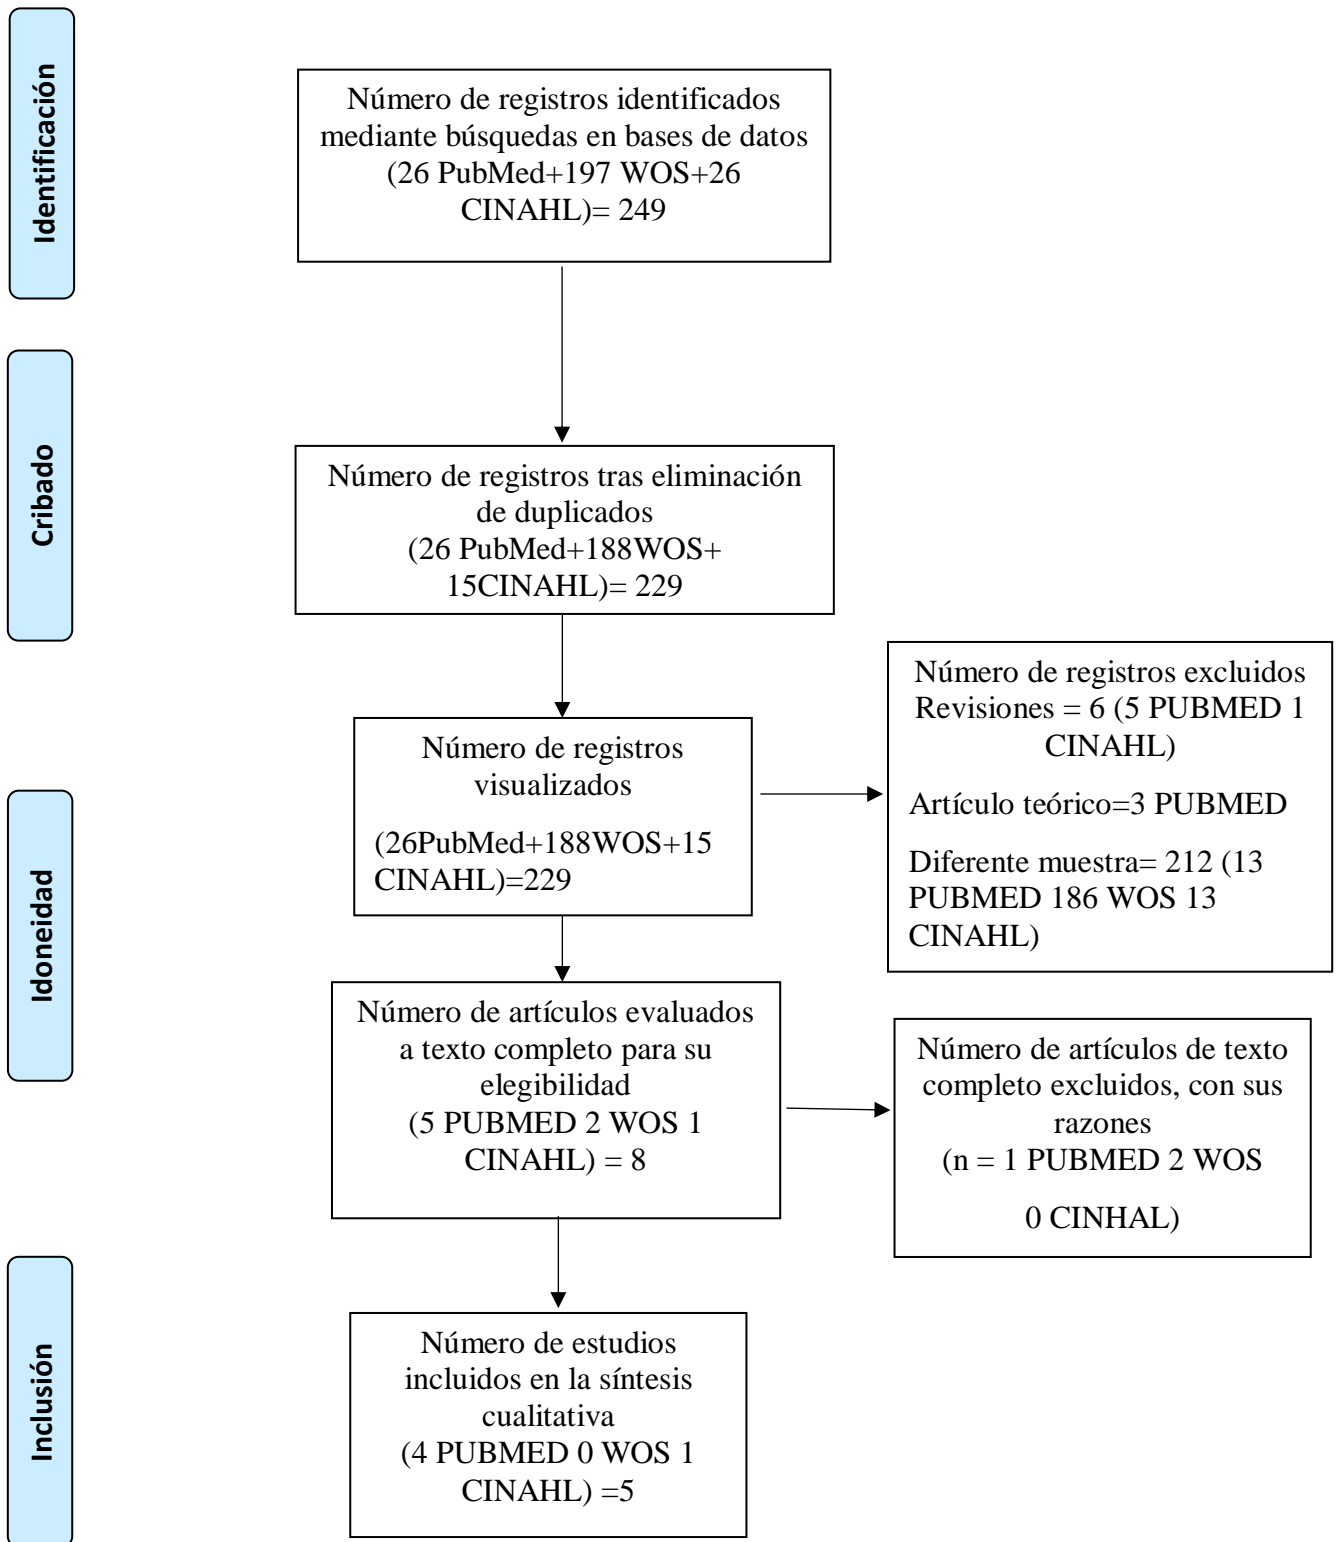 Identificación
Número de registros identificados
mediante búsquedas en bases de datos
(26 PubMed+197 WOS+26
CINAHL)= 249
Cribado
Número de registros tras eliminación
de duplicados
(26 PubMed+188WOS+
15CINAHL)= 229
Número de registros
visualizados
(26PubMed+188WOS+15
CINAHL)=229
Número de registros excluidos
Revisiones = 6 (5 PUBMED 1
CINAHL)
Artículo teórico=3 PUBMED
Diferente muestra= 212 (13
PUBMED 186 WOS 13
CINAHL)
Idoneidad
Número de artículos evaluados
a texto completo para su
elegibilidad
(5 PUBMED 2 WOS 1
CINAHL) = 8
Número de artículos de texto
completo excluidos, con sus
razones
(n = 1 PUBMED 2 WOS
0 CINHAL)
Inclusión
Número de estudios
incluidos en la síntesis
cualitativa
(4 PUBMED 0 WOS 1
CINAHL) =5